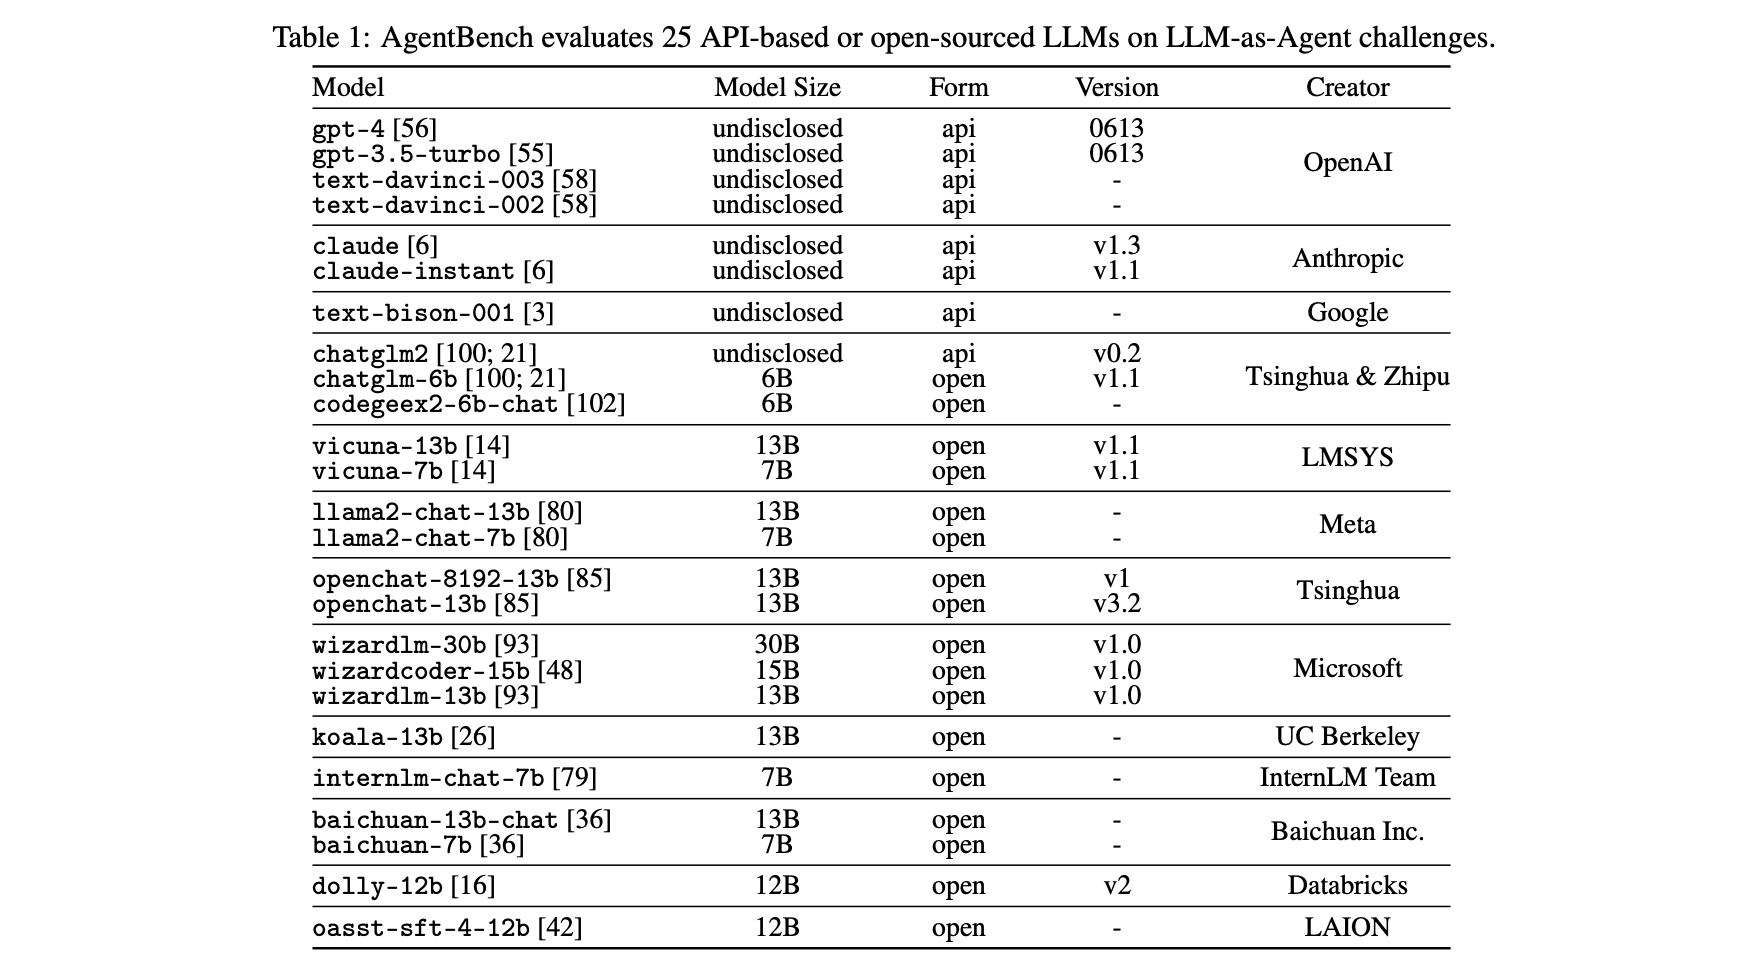 Table 1: AgentBench evaluates 25 API-based or open-sourced LLMs on LLM-as-Agent challenges.
Model Model Size Form Version Creator
gpt-4 [56] undisclosed api 0613
gpt-3.5-turbo [55] undisclosed api 0613
OpenAI
text-davinci-003 [58] undisclosed api -
text-davinci-002 [58] undisclosed api -
claude [6] undisclosed api v1.3
Anthropic
claude-instant [6] undisclosed api v1.1
text-bison-001 [3] undisclosed api - Google
chatglm2 [100; 21] undisclosed api v0.2
chatglm-6b [100; 21] 6B open v1.1 Tsinghua & Zhipu
codegeex2-6b-chat [102] 6B open -
vicuna-13b [14] 13B open v1.1
LMSYS
vicuna-7b [14] 7B open v1.1
llama2-chat-13b [80] 13B open -
Meta
llama2-chat-7b [80] 7B open -
openchat-8192-13b [85] 13B open v1
Tsinghua
openchat-13b [85] 13B open v3.2
wizardlm-30b [93] 30B open v1.0
wizardcoder-15b [48] 15B open v1.0 Microsoft
wizardlm-13b [93] 13B open v1.0
koala-13b [26] 13B open - UC Berkeley
internlm-chat-7b [79] 7B open - InternLM Team
baichuan-13b-chat [36] 13B open -
Baichuan Inc.
baichuan-7b [36] 7B open -
dolly-12b [16] 12B open v2 Databricks
oasst-sft-4-12b [42] 12B open - LAION